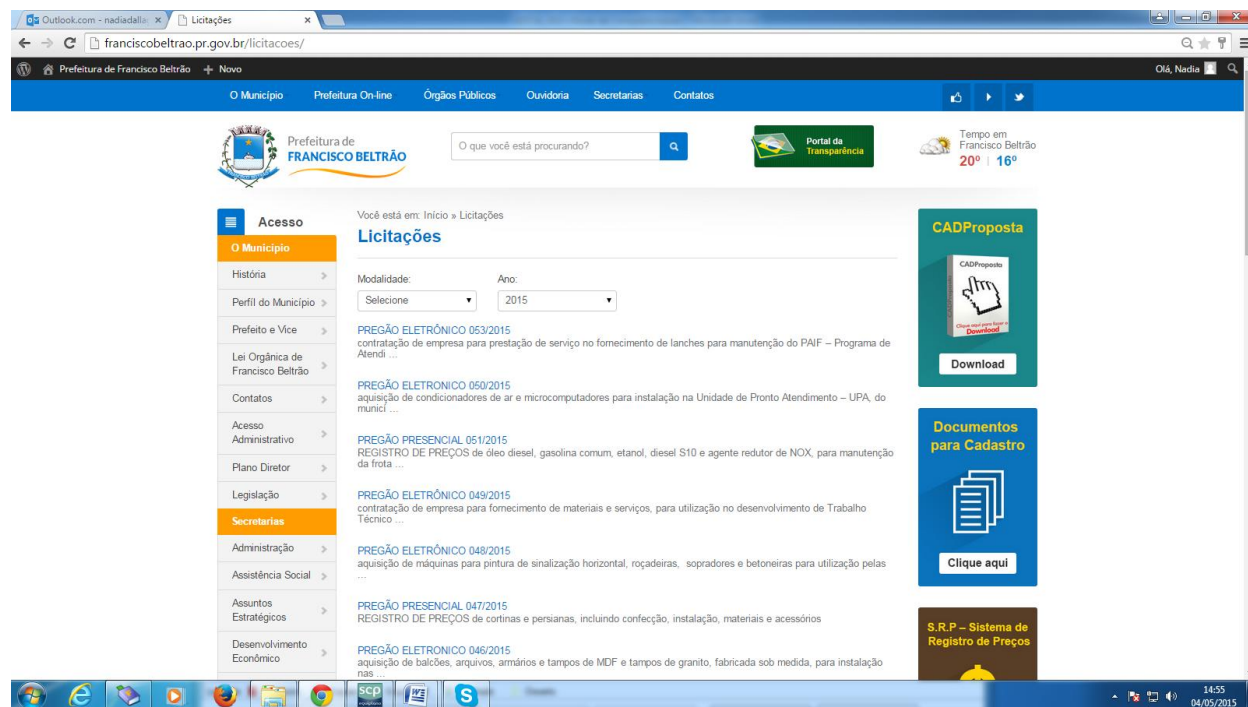 Outlook.com - nadiadalla
Licitações
franciscobeltrao.pr.gov.br/licitacoes/
Prefeitura de Francisco Beltrão + Novo
Olá, Nadia
O Município Prefeitura On-line Órgãos Públicos Ouvidoria Secretarias Contatos
Prefeitura de
FRANCISCO BELTRÃO
O que você está procurando?
Portal da
Transparência
Tempo em
Francisco Beltrão
20º | 16º
Acesso
O Município
História
Perfil do Município
Prefeito e Vice
Lei Orgânica de
Francisco Beltrão
Contatos
Acesso
Administrativo
Plano Diretor
Legislação
Secretarias
Administração
Assistência Social
Assuntos
Estratégicos
Desenvolvimento
Econômico
Você está em: Início » Licitações
Licitações
Modalidade: Ano:
Selecione 2015
PREGÃO ELETRÔNICO 053/2015
contratação de empresa para prestação de serviço no fornecimento de lanches para manutenção do PAIF – Programa de
Atendi ...
PREGÃO ELETRONICO 050/2015
aquisição de condicionadores de ar e microcomputadores para instalação na Unidade de Pronto Atendimento – UPA, do
municí ...
PREGÃO PRESENCIAL 051/2015
REGISTRO DE PREÇOS de óleo diesel, gasolina comum, etanol, diesel S10 e agente redutor de NOX, para manutenção
da frota ...
PREGÃO ELETRÔNICO 049/2015
contratação de empresa para fornecimento de materiais e serviços, para utilização no desenvolvimento de Trabalho
Técnico ...
PREGÃO ELETRÔNICO 048/2015
aquisição de máquinas para pintura de sinalização horizontal, roçadeiras, sopradores e betoneiras para utilização pelas
...
PREGÃO PRESENCIAL 047/2015
REGISTRO DE PREÇOS de cortinas e persianas, incluindo confecção, instalação, materiais e acessórios
PREGÃO ELETRONICO 046/2015
aquisição de balcões, arquivos, armários e tampos de MDF e tampos de granito, fabricada sob medida, para instalação
nas ...
CADProposta
CADProposta
Clique aqui para fazer o
Download
Download
Documentos
para Cadastro
Clique aqui
S.R.P – Sistema de
Registro de Preços
scp
14:55
04/05/2015